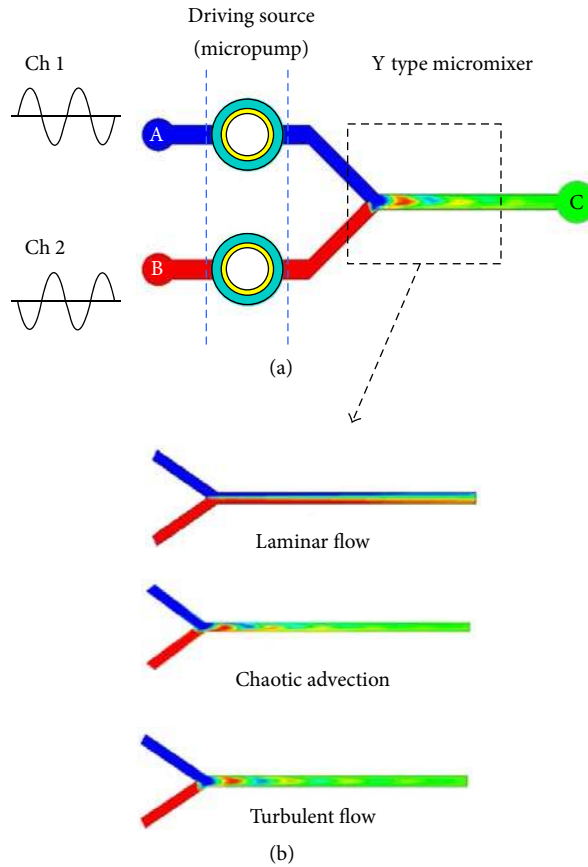 Driving source
(micropump)
Ch 1
Y type micromixer
A
C
Ch 2
B
(a)
Laminar flow
Chaotic advection
Turbulent flow
(b)